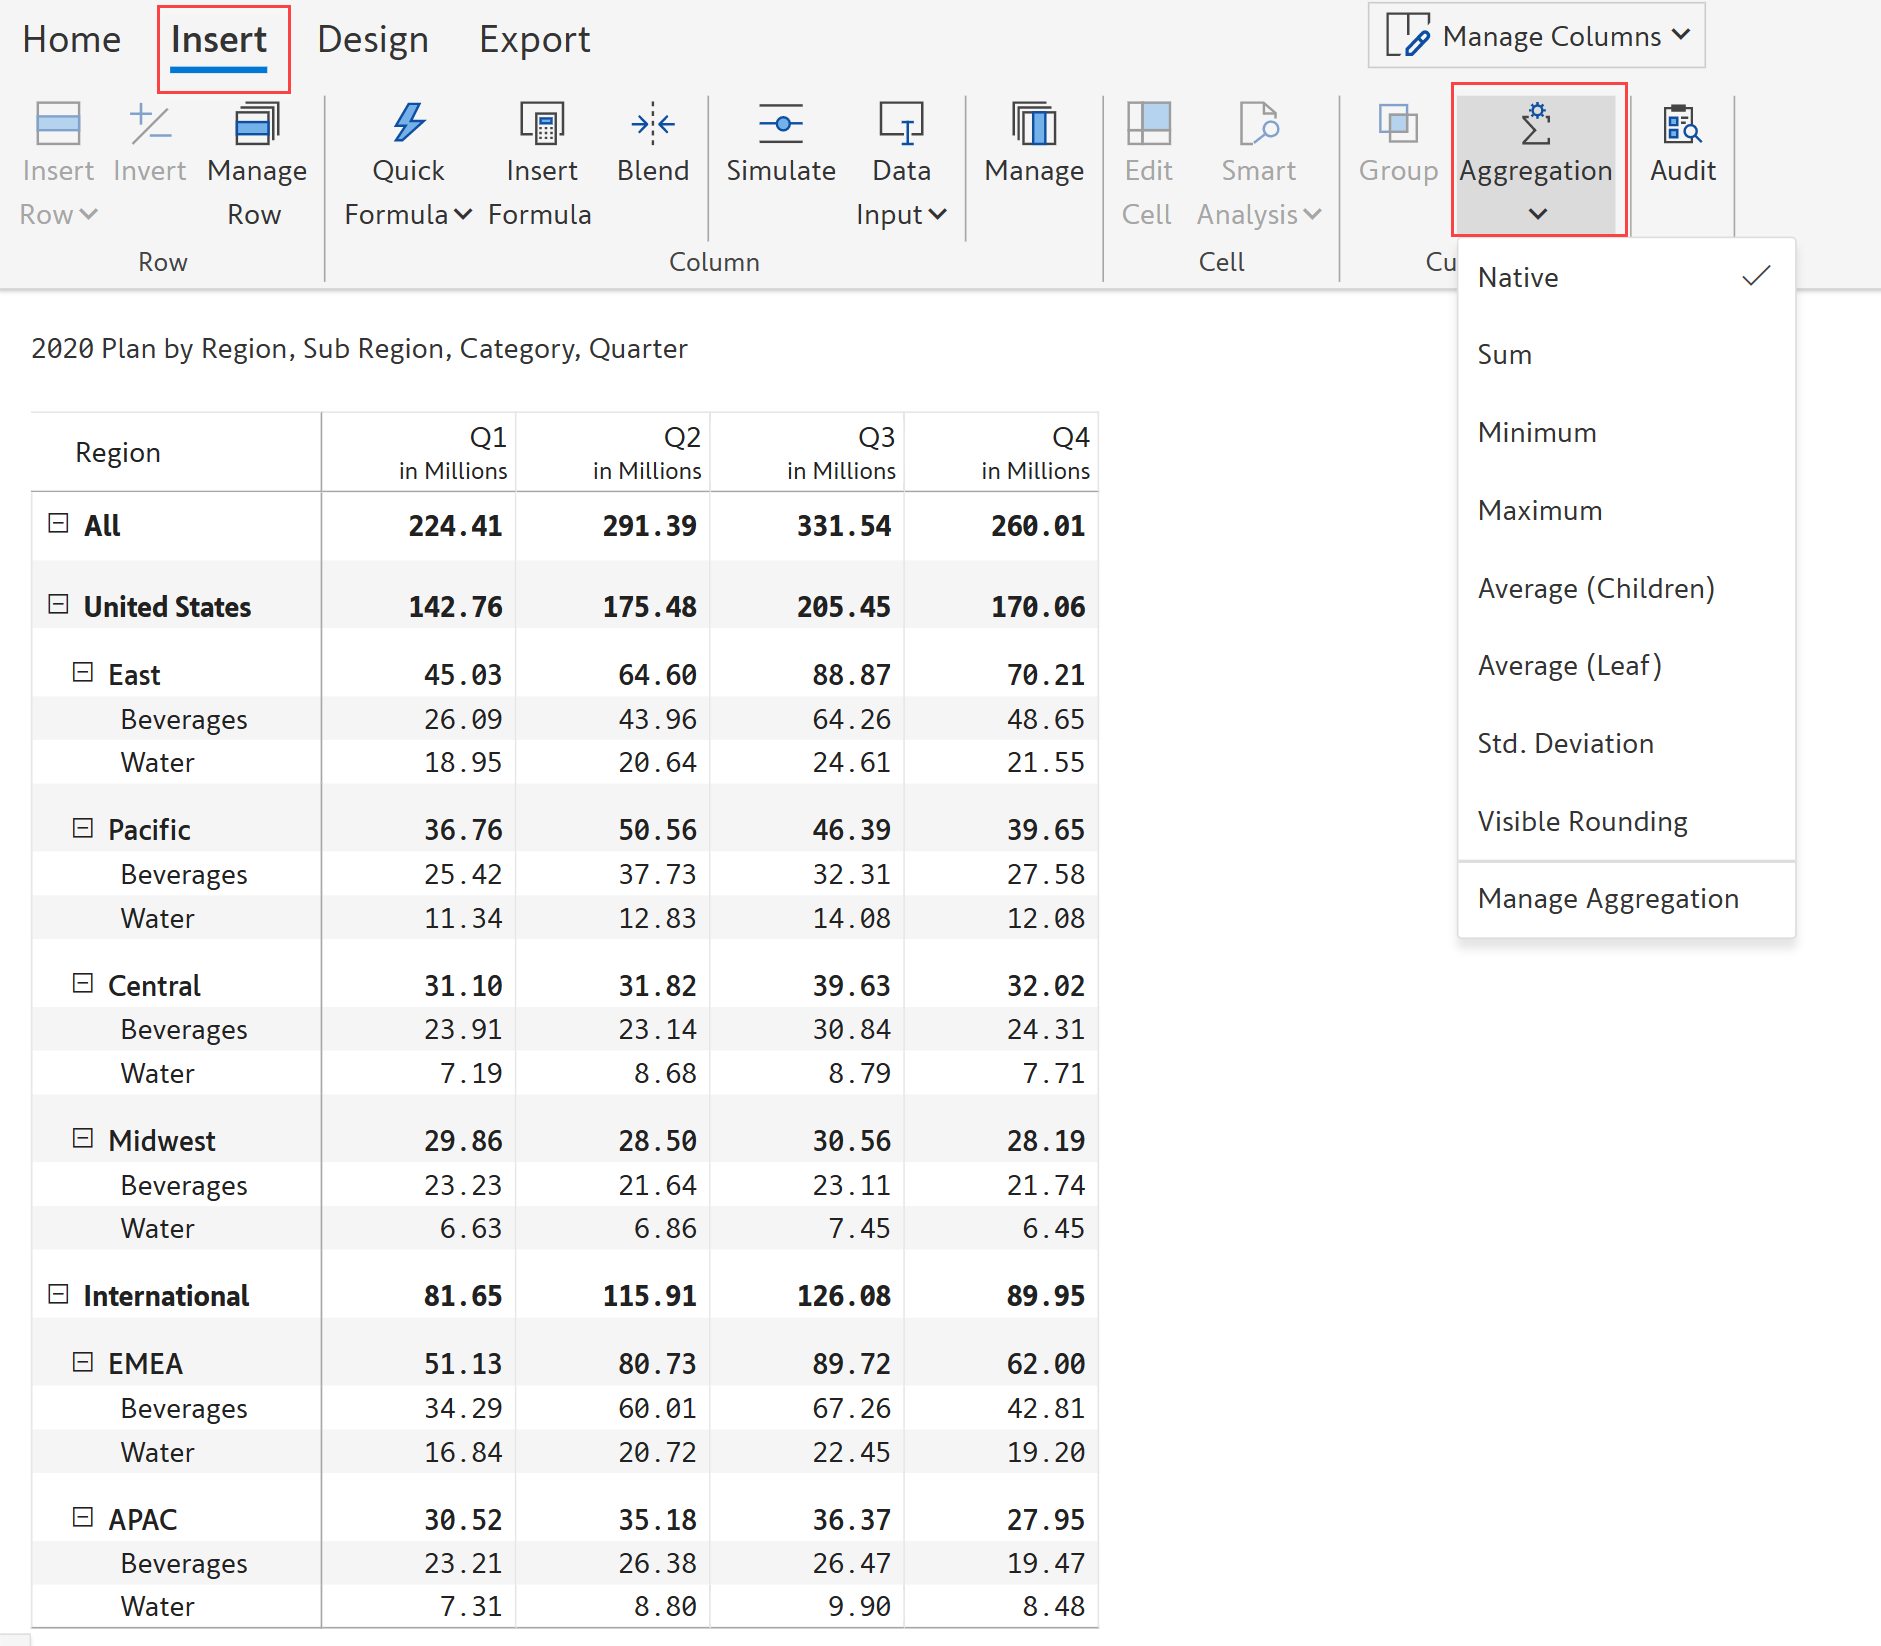 Home Insert Design Export
Manage Columns
Insert Row
Invert
Manage Row
Quick Formula
Insert Formula
Blend
Simulate
Data Input
Manage
Edit Cell
Smart Analysis
Group
Aggregation
Audit
Row Column Cell Cu
Native
Sum
Minimum
Maximum
Average (Children)
Average (Leaf)
Std. Deviation
Visible Rounding
Manage Aggregation
2020 Plan by Region, Sub Region, Category, Quarter
Region Q1 in Millions Q2 in Millions Q3 in Millions Q4 in Millions
All 224.41 291.39 331.54 260.01
United States 142.76 175.48 205.45 170.06
East 45.03 64.60 88.87 70.21
Beverages 26.09 43.96 64.26 48.65
Water 18.95 20.64 24.61 21.55
Pacific 36.76 50.56 46.39 39.65
Beverages 25.42 37.73 32.31 27.58
Water 11.34 12.83 14.08 12.08
Central 31.10 31.82 39.63 32.02
Beverages 23.91 23.14 30.84 24.31
Water 7.19 8.68 8.79 7.71
Midwest 29.86 28.50 30.56 28.19
Beverages 23.23 21.64 23.11 21.74
Water 6.63 6.86 7.45 6.45
International 81.65 115.91 126.08 89.95
EMEA 51.13 80.73 89.72 62.00
Beverages 34.29 60.01 67.26 42.81
Water 16.84 20.72 22.45 19.20
APAC 30.52 35.18 36.37 27.95
Beverages 23.21 26.38 26.47 19.47
Water 7.31 8.80 9.90 8.48